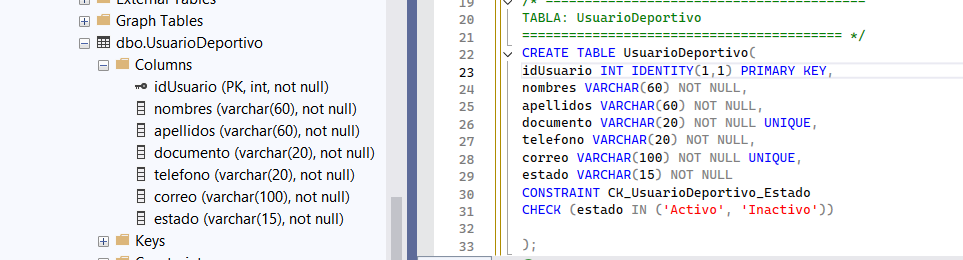 External Tables
Graph Tables
dbo.UsuarioDeportivo
Columns
idUsuario (PK, int, not null)
nombres (varchar(60), not null)
apellidos (varchar(60), not null)
documento (varchar(20), not null)
telefono (varchar(20), not null)
correo (varchar(100), not null)
estado (varchar(15), not null)
Keys
19 /* ========================================
20 TABLA: UsuarioDeportivo
21 ======================================== */
22 CREATE TABLE UsuarioDeportivo(
23 idUsuario INT IDENTITY(1,1) PRIMARY KEY,
24 nombres VARCHAR(60) NOT NULL,
25 apellidos VARCHAR(60) NOT NULL,
26 documento VARCHAR(20) NOT NULL UNIQUE,
27 telefono VARCHAR(20) NOT NULL,
28 correo VARCHAR(100) NOT NULL UNIQUE,
29 estado VARCHAR(15) NOT NULL
30 CONSTRAINT CK_UsuarioDeportivo_Estado
31 CHECK (estado IN ('Activo', 'Inactivo'))
32
33 );